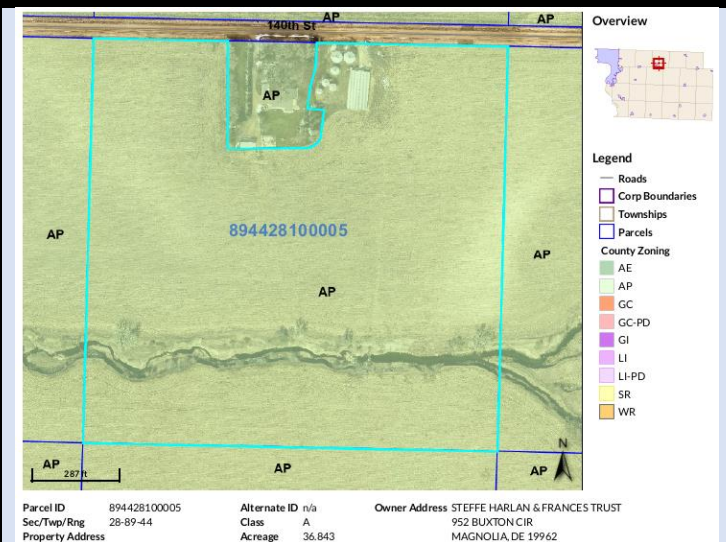 AP
AP
140th St
AP
894428100005
AP
AP
AP
AP
AP
AP
287 ft
N
Overview
Legend
Roads
Corp Boundaries
Townships
Parcels
County Zoning
AE
AP
GC
GC-PD
GI
LI
LI-PD
SR
WR
Parcel ID 894428100005 Alternate ID n/a Owner Address STEFFE HARLAN & FRANCES TRUST
Sec/Twp/Rng 28-89-44 Class A 952 BUXTON CIR
Property Address Acreage 36.843 MAGNOLIA, DE 19962